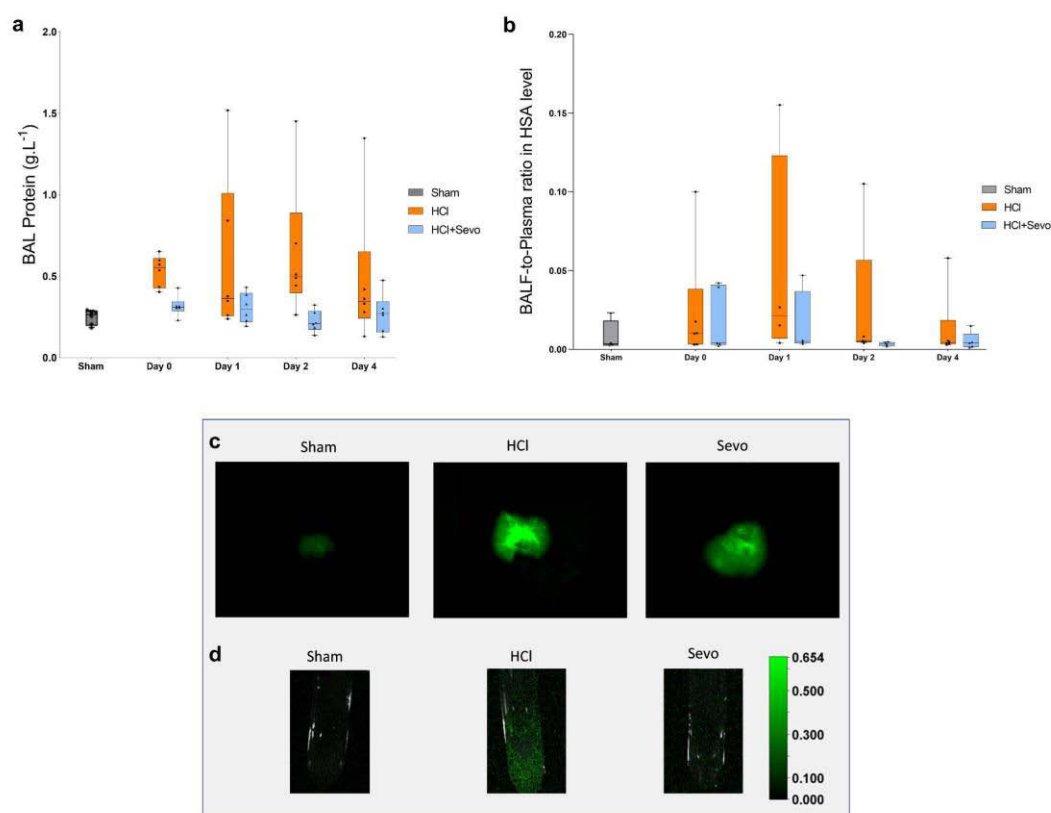 a
BAL Protein (g.L-1)
2.0
1.5
1.0
0.5
0.0
Sham
Day 0
Day 1
Day 2
Day 4
Sham
HCl
HCl+Sevo
b
BALF-to-Plasma ratio in HSA level
0.20
0.15
0.10
0.05
0.00
Sham
Day 0
Day 1
Day 2
Day 4
Sham
HCl
HCl+Sevo
c
Sham
HCl
Sevo
d
Sham
HCl
Sevo
0.654
0.500
0.300
0.100
0.000